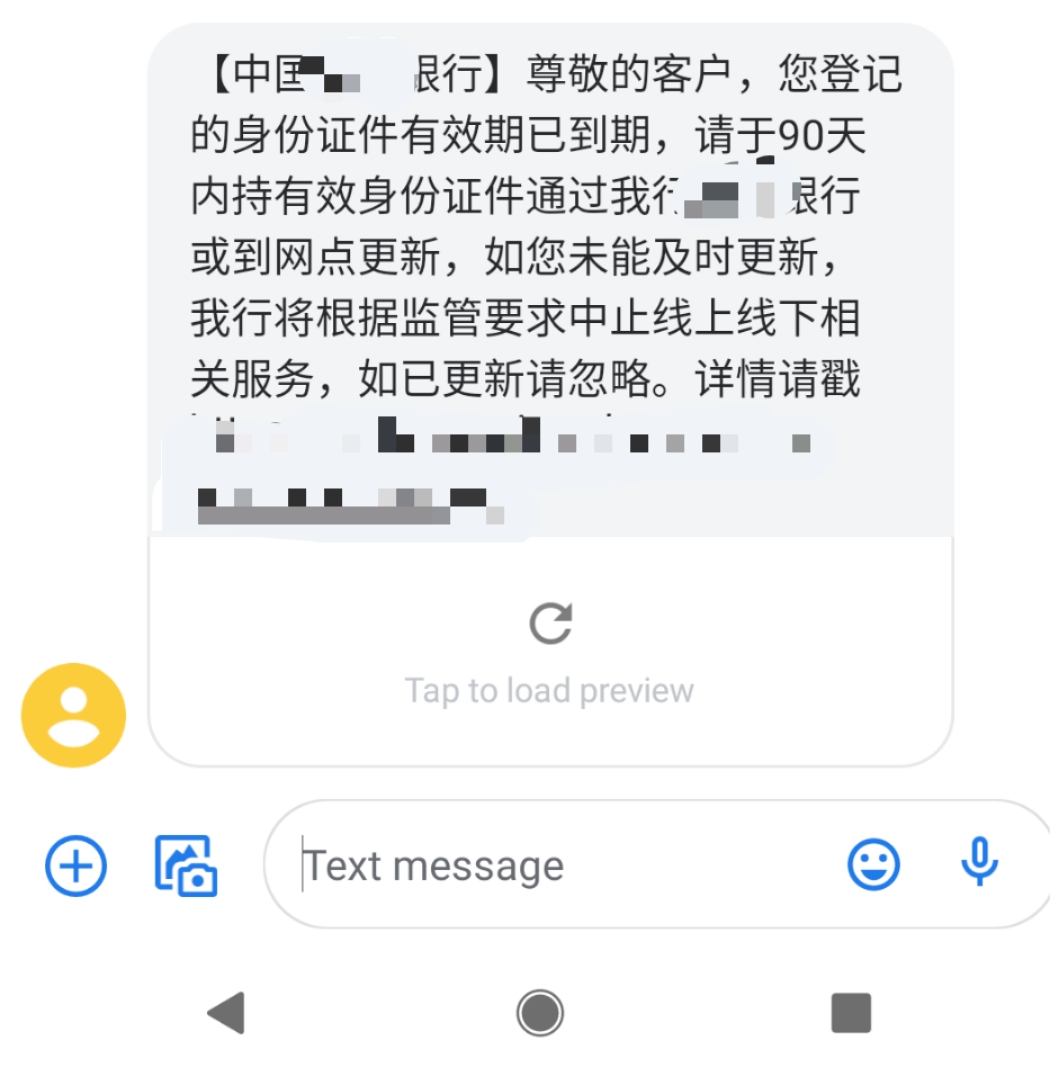 【中国 银行】尊敬的客户，您登记
的身份证件有效期已到期，请于90天
内持有效身份证件通过我行 银行
或到网点更新，如您未能及时更新，
我行将根据监管要求中止线上线下相
关服务，如已更新请忽略。详情请戳
Tap to load preview
Text message